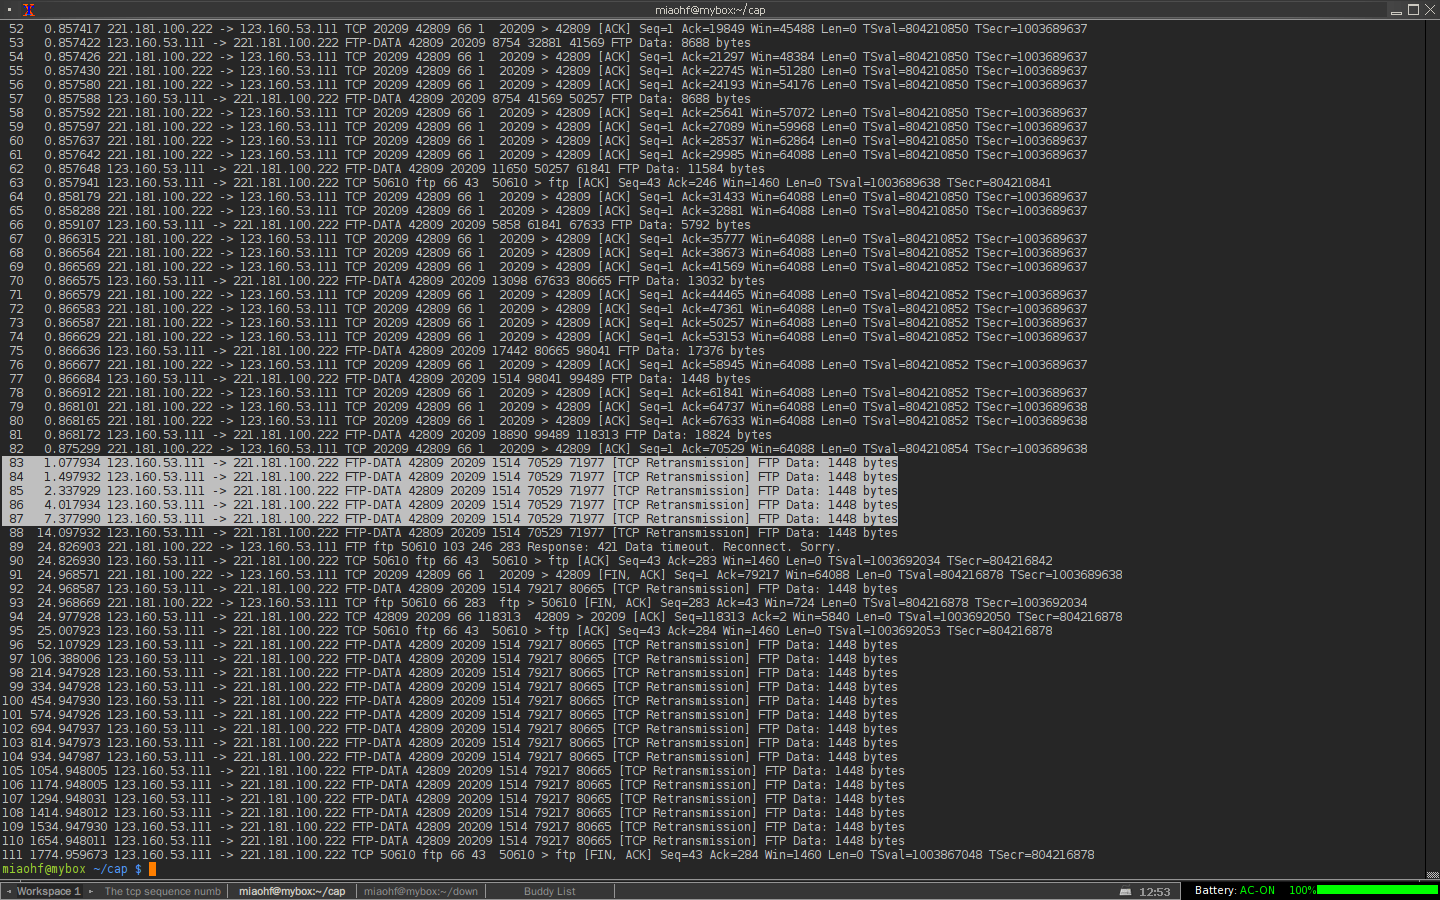 miaohf@mybox:~/cap
52 0.857417 221.181.100.222 -> 123.160.53.111 TCP 20209 42809 66 1 20209 > 42809 [ACK] Seq=1 Ack=19849 Win=45488 Len=0 TSval=804210850 TSecr=1003689637
53 0.857422 123.160.53.111 -> 221.181.100.222 FTP-DATA 42809 20209 8754 32881 41569 FTP Data: 8688 bytes
54 0.857426 221.181.100.222 -> 123.160.53.111 TCP 20209 42809 66 1 20209 > 42809 [ACK] Seq=1 Ack=21297 Win=48384 Len=0 TSval=804210850 TSecr=1003689637
55 0.857430 221.181.100.222 -> 123.160.53.111 TCP 20209 42809 66 1 20209 > 42809 [ACK] Seq=1 Ack=22745 Win=51280 Len=0 TSval=804210850 TSecr=1003689637
56 0.857580 221.181.100.222 -> 123.160.53.111 TCP 20209 42809 66 1 20209 > 42809 [ACK] Seq=1 Ack=24193 Win=54176 Len=0 TSval=804210850 TSecr=1003689637
57 0.857588 123.160.53.111 -> 221.181.100.222 FTP-DATA 42809 20209 8754 41569 50257 FTP Data: 8688 bytes
58 0.857592 221.181.100.222 -> 123.160.53.111 TCP 20209 42809 66 1 20209 > 42809 [ACK] Seq=1 Ack=25641 Win=57072 Len=0 TSval=804210850 TSecr=1003689637
59 0.857597 221.181.100.222 -> 123.160.53.111 TCP 20209 42809 66 1 20209 > 42809 [ACK] Seq=1 Ack=27089 Win=59968 Len=0 TSval=804210850 TSecr=1003689637
60 0.857637 221.181.100.222 -> 123.160.53.111 TCP 20209 42809 66 1 20209 > 42809 [ACK] Seq=1 Ack=28537 Win=62864 Len=0 TSval=804210850 TSecr=1003689637
61 0.857642 221.181.100.222 -> 123.160.53.111 TCP 20209 42809 66 1 20209 > 42809 [ACK] Seq=1 Ack=29985 Win=64088 Len=0 TSval=804210850 TSecr=1003689637
62 0.857648 123.160.53.111 -> 221.181.100.222 FTP-DATA 42809 20209 11650 50257 61841 FTP Data: 11584 bytes
63 0.857941 123.160.53.111 -> 221.181.100.222 TCP 50610 ftp 66 43 50610 > ftp [ACK] Seq=43 Ack=246 Win=1460 Len=0 TSval=1003689638 TSecr=804210841
64 0.858179 221.181.100.222 -> 123.160.53.111 TCP 20209 42809 66 1 20209 > 42809 [ACK] Seq=1 Ack=31433 Win=64088 Len=0 TSval=804210850 TSecr=1003689637
65 0.858288 221.181.100.222 -> 123.160.53.111 TCP 20209 42809 66 1 20209 > 42809 [ACK] Seq=1 Ack=32881 Win=64088 Len=0 TSval=804210850 TSecr=1003689637
66 0.859107 123.160.53.111 -> 221.181.100.222 FTP-DATA 42809 20209 5858 61841 67633 FTP Data: 5792 bytes
67 0.866315 221.181.100.222 -> 123.160.53.111 TCP 20209 42809 66 1 20209 > 42809 [ACK] Seq=1 Ack=35777 Win=64088 Len=0 TSval=804210852 TSecr=1003689637
68 0.866564 221.181.100.222 -> 123.160.53.111 TCP 20209 42809 66 1 20209 > 42809 [ACK] Seq=1 Ack=38673 Win=64088 Len=0 TSval=804210852 TSecr=1003689637
69 0.866569 221.181.100.222 -> 123.160.53.111 TCP 20209 42809 66 1 20209 > 42809 [ACK] Seq=1 Ack=41569 Win=64088 Len=0 TSval=804210852 TSecr=1003689637
70 0.866575 123.160.53.111 -> 221.181.100.222 FTP-DATA 42809 20209 13098 67633 80665 FTP Data: 13032 bytes
71 0.866579 221.181.100.222 -> 123.160.53.111 TCP 20209 42809 66 1 20209 > 42809 [ACK] Seq=1 Ack=44465 Win=64088 Len=0 TSval=804210852 TSecr=1003689637
72 0.866583 221.181.100.222 -> 123.160.53.111 TCP 20209 42809 66 1 20209 > 42809 [ACK] Seq=1 Ack=47361 Win=64088 Len=0 TSval=804210852 TSecr=1003689637
73 0.866587 221.181.100.222 -> 123.160.53.111 TCP 20209 42809 66 1 20209 > 42809 [ACK] Seq=1 Ack=50257 Win=64088 Len=0 TSval=804210852 TSecr=1003689637
74 0.866629 221.181.100.222 -> 123.160.53.111 TCP 20209 42809 66 1 20209 > 42809 [ACK] Seq=1 Ack=53153 Win=64088 Len=0 TSval=804210852 TSecr=1003689637
75 0.866636 123.160.53.111 -> 221.181.100.222 FTP-DATA 42809 20209 17442 80665 98041 FTP Data: 17376 bytes
76 0.866677 221.181.100.222 -> 123.160.53.111 TCP 20209 42809 66 1 20209 > 42809 [ACK] Seq=1 Ack=58945 Win=64088 Len=0 TSval=804210852 TSecr=1003689637
77 0.866684 123.160.53.111 -> 221.181.100.222 FTP-DATA 42809 20209 1514 98041 99489 FTP Data: 1448 bytes
78 0.866912 221.181.100.222 -> 123.160.53.111 TCP 20209 42809 66 1 20209 > 42809 [ACK] Seq=1 Ack=61841 Win=64088 Len=0 TSval=804210852 TSecr=1003689637
79 0.868101 221.181.100.222 -> 123.160.53.111 TCP 20209 42809 66 1 20209 > 42809 [ACK] Seq=1 Ack=64737 Win=64088 Len=0 TSval=804210852 TSecr=1003689638
80 0.868165 221.181.100.222 -> 123.160.53.111 TCP 20209 42809 66 1 20209 > 42809 [ACK] Seq=1 Ack=67633 Win=64088 Len=0 TSval=804210852 TSecr=1003689638
81 0.868172 123.160.53.111 -> 221.181.100.222 FTP-DATA 42809 20209 18890 99489 118313 FTP Data: 18824 bytes
82 0.875299 221.181.100.222 -> 123.160.53.111 TCP 20209 42809 66 1 20209 > 42809 [ACK] Seq=1 Ack=70529 Win=64088 Len=0 TSval=804210854 TSecr=1003689638
83 1.077934 123.160.53.111 -> 221.181.100.222 FTP-DATA 42809 20209 1514 70529 71977 [TCP Retransmission] FTP Data: 1448 bytes
84 1.497932 123.160.53.111 -> 221.181.100.222 FTP-DATA 42809 20209 1514 70529 71977 [TCP Retransmission] FTP Data: 1448 bytes
85 2.337929 123.160.53.111 -> 221.181.100.222 FTP-DATA 42809 20209 1514 70529 71977 [TCP Retransmission] FTP Data: 1448 bytes
86 4.017934 123.160.53.111 -> 221.181.100.222 FTP-DATA 42809 20209 1514 70529 71977 [TCP Retransmission] FTP Data: 1448 bytes
87 7.377990 123.160.53.111 -> 221.181.100.222 FTP-DATA 42809 20209 1514 70529 71977 [TCP Retransmission] FTP Data: 1448 bytes
88 14.097932 123.160.53.111 -> 221.181.100.222 FTP-DATA 42809 20209 1514 70529 71977 [TCP Retransmission] FTP Data: 1448 bytes
89 24.826903 221.181.100.222 -> 123.160.53.111 FTP ftp 50610 103 246 283 Response: 421 Data timeout. Reconnect. Sorry.
90 24.826930 123.160.53.111 -> 221.181.100.222 TCP 50610 ftp 66 43 50610 > ftp [ACK] Seq=43 Ack=283 Win=1460 Len=0 TSval=1003692034 TSecr=804216842
91 24.968571 221.181.100.222 -> 123.160.53.111 TCP 20209 42809 66 1 20209 > 42809 [FIN, ACK] Seq=1 Ack=79217 Win=64088 Len=0 TSval=804216878 TSecr=1003689638
92 24.968587 123.160.53.111 -> 221.181.100.222 FTP-DATA 42809 20209 1514 79217 80665 [TCP Retransmission] FTP Data: 1448 bytes
93 24.968669 221.181.100.222 -> 123.160.53.111 TCP ftp 50610 66 283 ftp > 50610 [FIN, ACK] Seq=283 Ack=43 Win=724 Len=0 TSval=804216878 TSecr=1003692034
94 24.977928 123.160.53.111 -> 221.181.100.222 TCP 42809 20209 66 118313 42809 > 20209 [ACK] Seq=118313 Ack=2 Win=5840 Len=0 TSval=1003692050 TSecr=804216878
95 25.007923 123.160.53.111 -> 221.181.100.222 TCP 50610 ftp 66 43 50610 > ftp [ACK] Seq=43 Ack=284 Win=1460 Len=0 TSval=1003692053 TSecr=804216878
96 52.107929 123.160.53.111 -> 221.181.100.222 FTP-DATA 42809 20209 1514 79217 80665 [TCP Retransmission] FTP Data: 1448 bytes
97 106.388006 123.160.53.111 -> 221.181.100.222 FTP-DATA 42809 20209 1514 79217 80665 [TCP Retransmission] FTP Data: 1448 bytes
98 214.947928 123.160.53.111 -> 221.181.100.222 FTP-DATA 42809 20209 1514 79217 80665 [TCP Retransmission] FTP Data: 1448 bytes
99 334.947928 123.160.53.111 -> 221.181.100.222 FTP-DATA 42809 20209 1514 79217 80665 [TCP Retransmission] FTP Data: 1448 bytes
100 454.947930 123.160.53.111 -> 221.181.100.222 FTP-DATA 42809 20209 1514 79217 80665 [TCP Retransmission] FTP Data: 1448 bytes
101 574.947926 123.160.53.111 -> 221.181.100.222 FTP-DATA 42809 20209 1514 79217 80665 [TCP Retransmission] FTP Data: 1448 bytes
102 694.947937 123.160.53.111 -> 221.181.100.222 FTP-DATA 42809 20209 1514 79217 80665 [TCP Retransmission] FTP Data: 1448 bytes
103 814.947973 123.160.53.111 -> 221.181.100.222 FTP-DATA 42809 20209 1514 79217 80665 [TCP Retransmission] FTP Data: 1448 bytes
104 934.947987 123.160.53.111 -> 221.181.100.222 FTP-DATA 42809 20209 1514 79217 80665 [TCP Retransmission] FTP Data: 1448 bytes
105 1054.948005 123.160.53.111 -> 221.181.100.222 FTP-DATA 42809 20209 1514 79217 80665 [TCP Retransmission] FTP Data: 1448 bytes
106 1174.948005 123.160.53.111 -> 221.181.100.222 FTP-DATA 42809 20209 1514 79217 80665 [TCP Retransmission] FTP Data: 1448 bytes
107 1294.948031 123.160.53.111 -> 221.181.100.222 FTP-DATA 42809 20209 1514 79217 80665 [TCP Retransmission] FTP Data: 1448 bytes
108 1414.948012 123.160.53.111 -> 221.181.100.222 FTP-DATA 42809 20209 1514 79217 80665 [TCP Retransmission] FTP Data: 1448 bytes
109 1534.947930 123.160.53.111 -> 221.181.100.222 FTP-DATA 42809 20209 1514 79217 80665 [TCP Retransmission] FTP Data: 1448 bytes
110 1654.948011 123.160.53.111 -> 221.181.100.222 FTP-DATA 42809 20209 1514 79217 80665 [TCP Retransmission] FTP Data: 1448 bytes
111 1774.959673 123.160.53.111 -> 221.181.100.222 TCP 50610 ftp 66 43 50610 > ftp [FIN, ACK] Seq=43 Ack=284 Win=1460 Len=0 TSval=1003867048 TSecr=804216878
miaohf@mybox ~/cap $
Workspace 1 The tcp sequence numb miaohf@mybox:~/cap miaohf@mybox:~/down Buddy List 12:53 Battery: AC-ON 100%